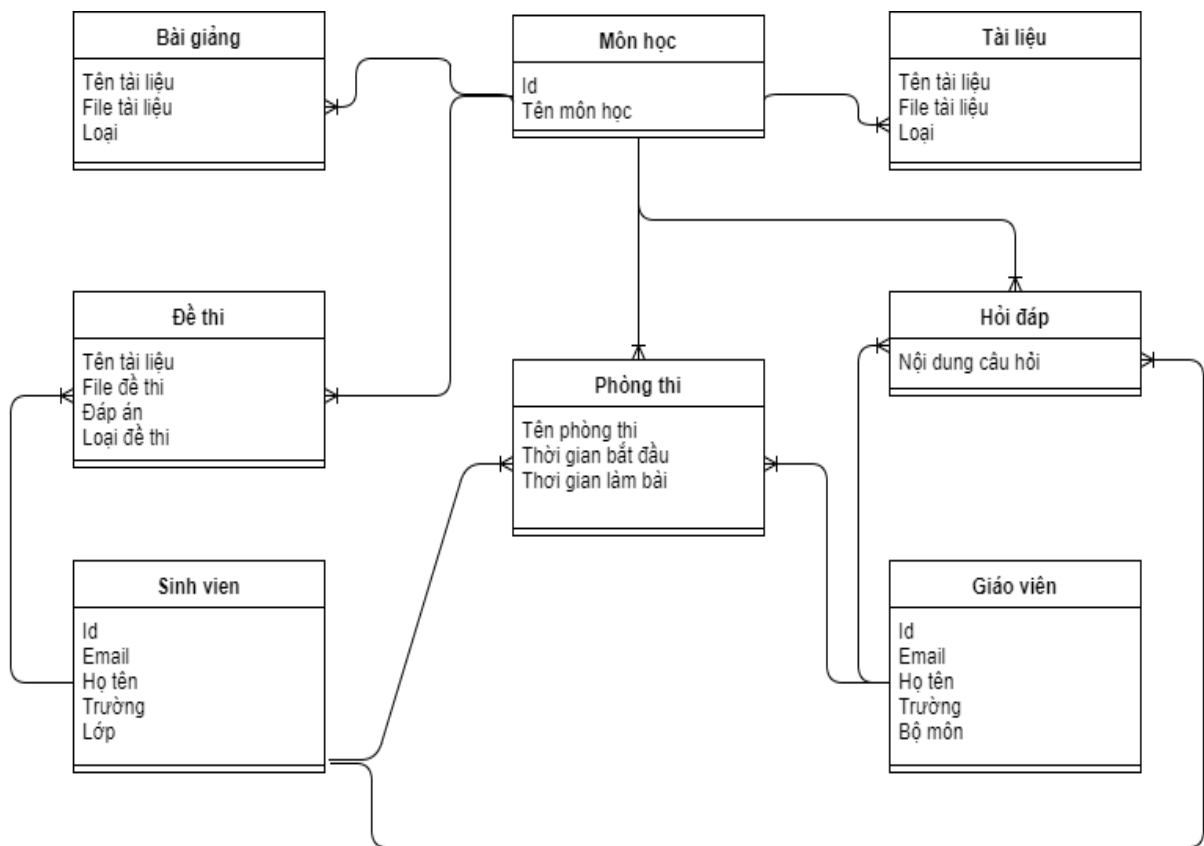 Bài giảng
Tên tài liệu
File tài liệu
Loại
Môn học
Id
Tên môn học
Tài liệu
Tên tài liệu
File tài liệu
Loại
Đề thi
Tên tài liệu
File đề thi
Đáp án
Loại đề thi
Phòng thi
Tên phòng thi
Thời gian bắt đầu
Thơi gian làm bài
Hỏi đáp
Nội dung câu hỏi
Sinh vien
Id
Email
Họ tên
Trường
Lớp
Giáo viên
Id
Email
Họ tên
Trường
Bộ môn